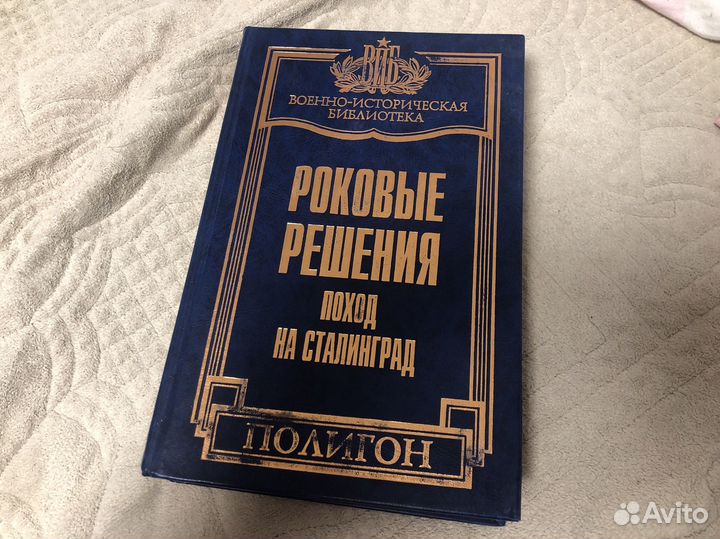 ВИБ
ВОЕННО-ИСТОРИЧЕСКАЯ
БИБЛИОТЕКА
РОКОВЫЕ
РЕШЕНИЯ
ПОХОД
НА СТАЛИНГРАД
ПОЛИГОН
Avito